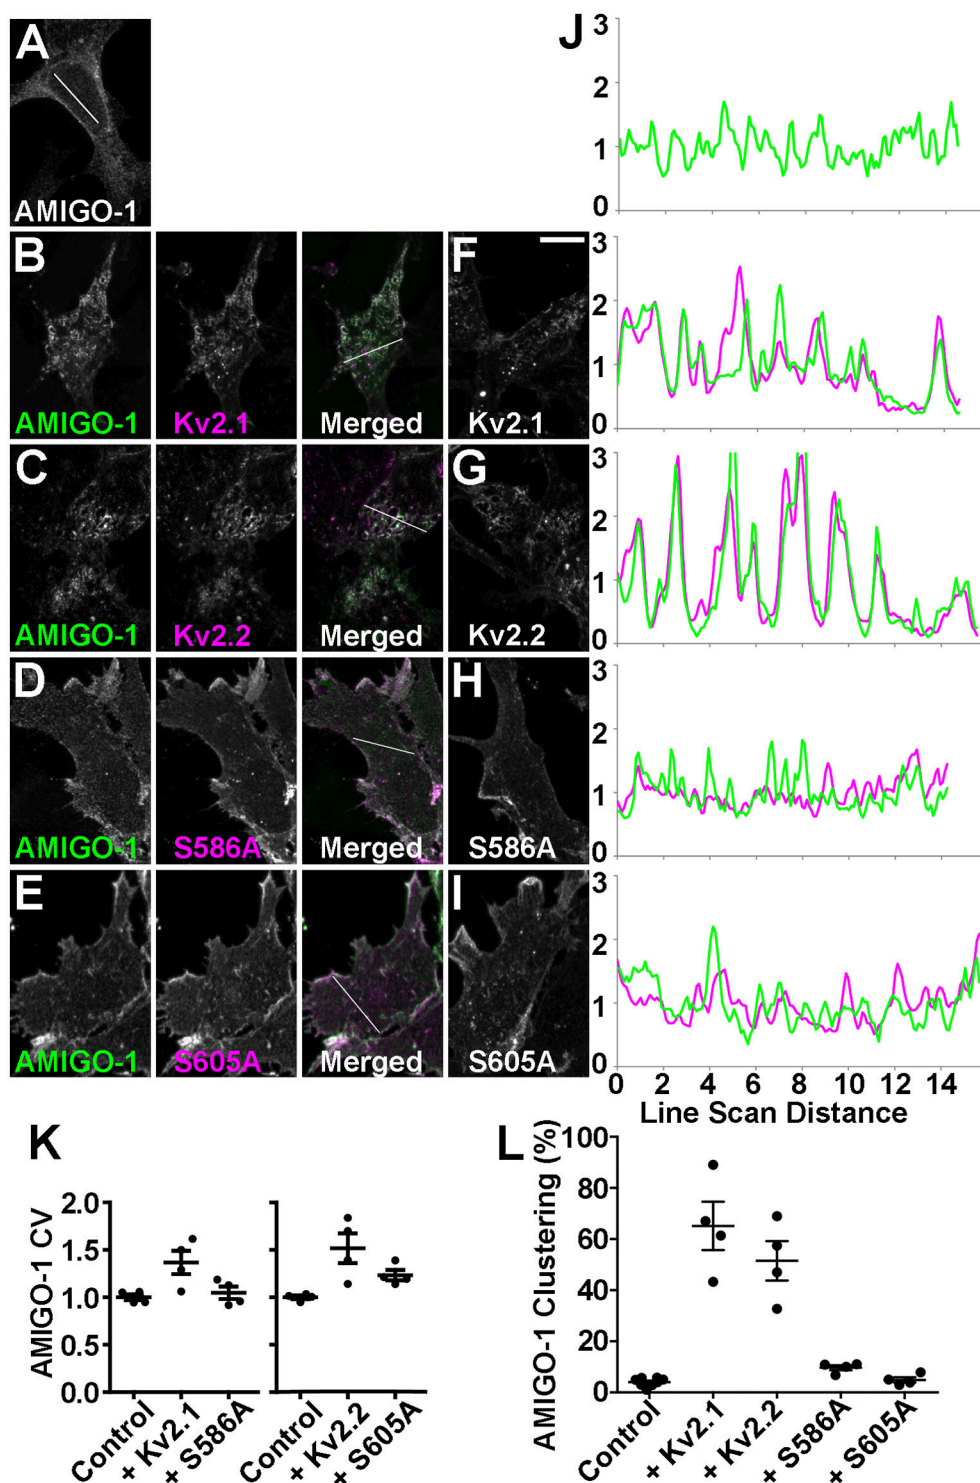 A
AMIGO-1
B
AMIGO-1
Kv2.1
Merged
F
Kv2.1
C
AMIGO-1
Kv2.2
Merged
G
Kv2.2
D
AMIGO-1
S586A
Merged
H
S586A
E
AMIGO-1
S605A
Merged
I
S605A
J
3
2
1
0
3
2
1
0
3
2
1
0
3
2
1
0
3
2
1
0
0 2 4 6 8 10 12 14
Line Scan Distance
K
AMIGO-1 CV
2.0
1.5
1.0
0.5
0.0
Control
+ Kv2.1
+ S586A
Control
+ Kv2.2
+ S605A
L
AMIGO-1 Clustering (%)
100
80
60
40
20
0
Control
+ Kv2.1
+ Kv2.2
+ S586A
+ S605A